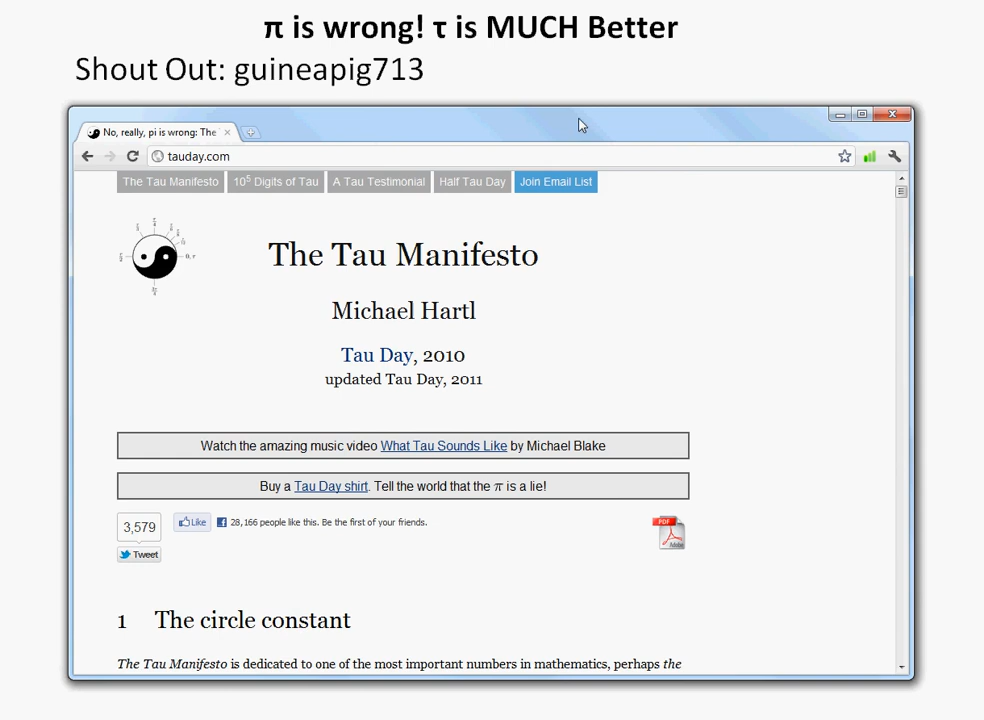 π is wrong! τ is MUCH Better
Shout Out: guineapig713
No, really, pi is wrong: The
tauday.com
The Tau Manifesto
10⁵ Digits of Tau
A Tau Testimonial
Half Tau Day
Join Email List
The Tau Manifesto
Michael Hartl
Tau Day, 2010
updated Tau Day, 2011
Watch the amazing music video What Tau Sounds Like by Michael Blake
Buy a Tau Day shirt. Tell the world that the π is a lie!
3,579
Like
28,166 people like this. Be the first of your friends.
PDF
Adobe
Tweet
1 The circle constant
The Tau Manifesto is dedicated to one of the most important numbers in mathematics, perhaps the